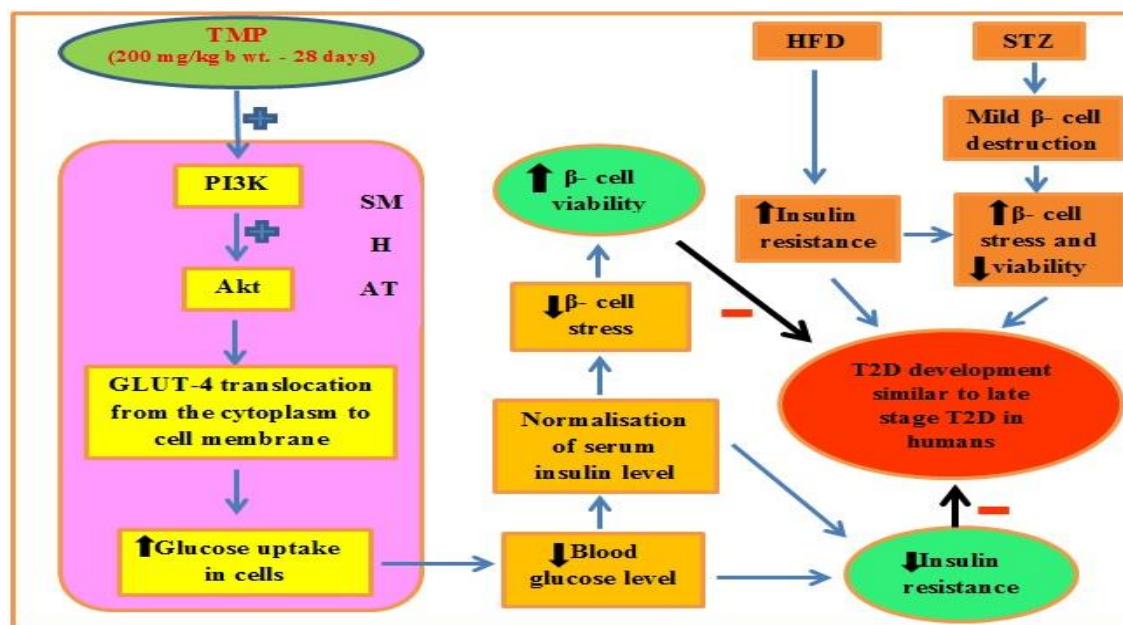 TMP
(200 mg/kg b wt. - 28 days)
PI3K
SM
H
Akt
AT
GLUT-4 translocation
from the cytoplasm to
cell membrane
Glucose uptake
in cells
β- cell
viability
β- cell
stress
Normalisation
of serum
insulin level
Blood
glucose level
HFD
STZ
Mild β- cell
destruction
Insulin
resistance
β- cell
stress and
viability
T2D development
similar to late
stage T2D in
humans
Insulin
resistance